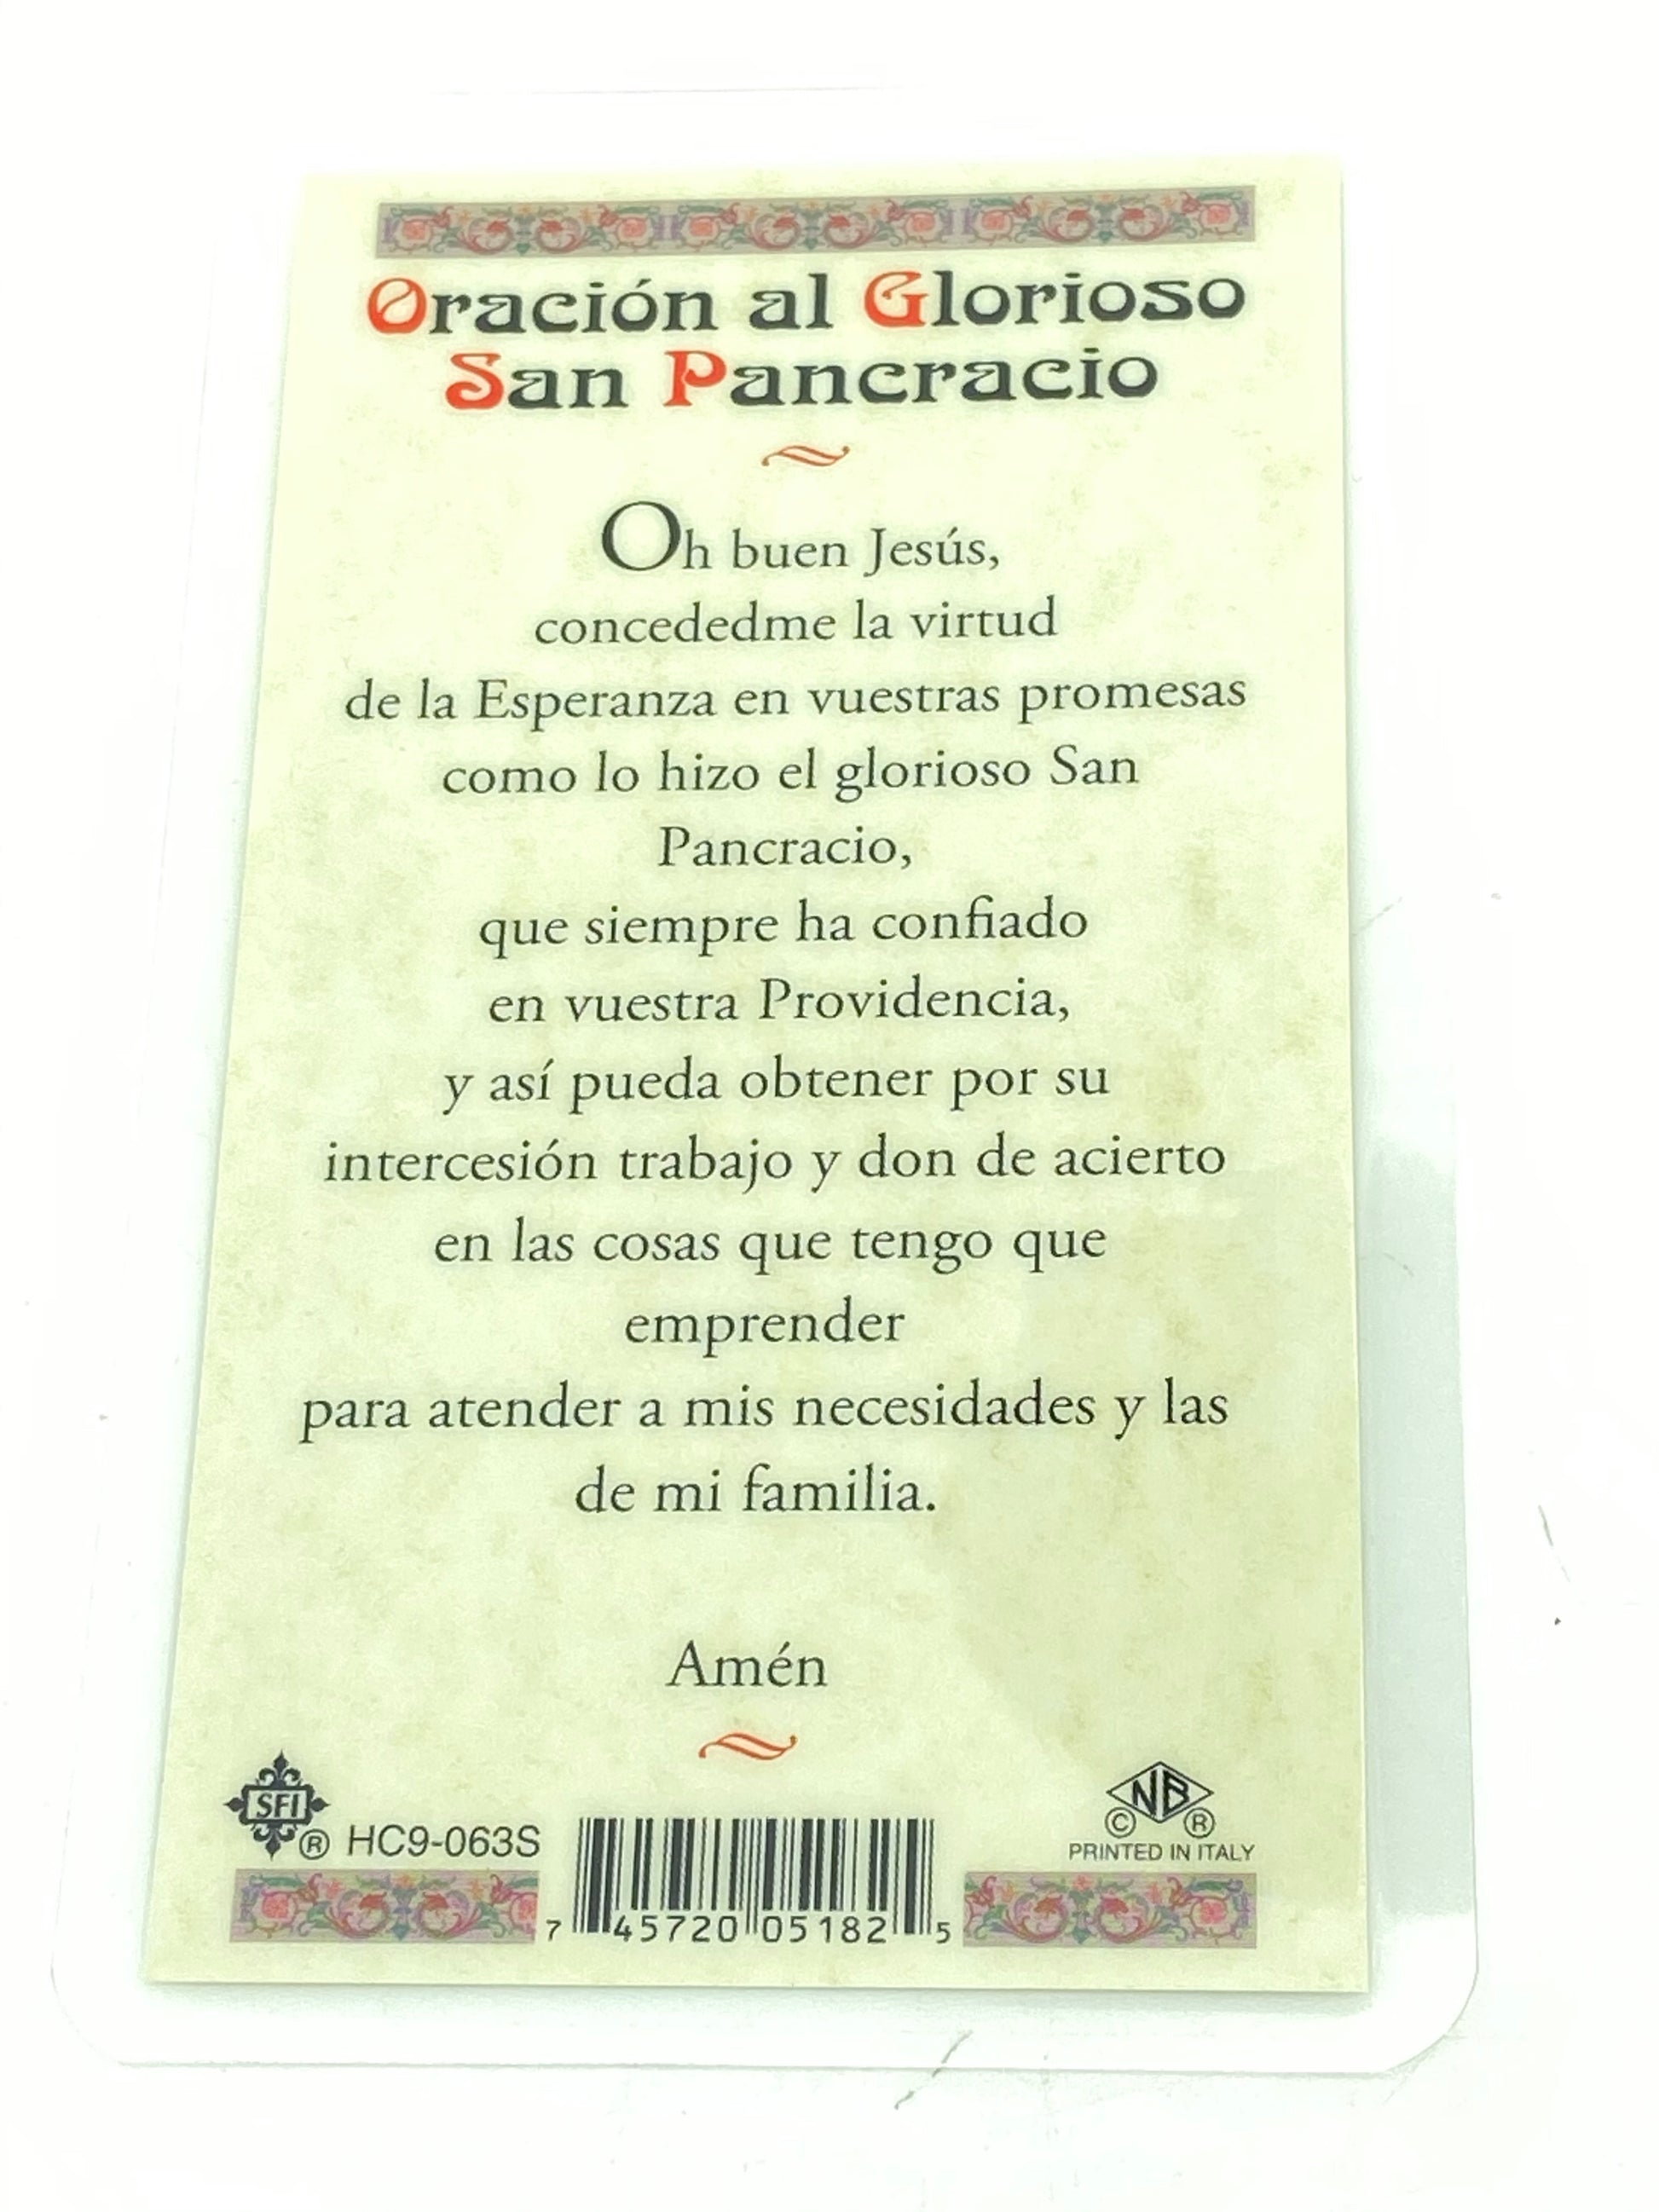 Oración al Glorioso
San Pancracio
Oh buen Jesús,
concededme la virtud
de la Esperanza en vuestras promesas
como lo hizo el glorioso San
Pancracio,
que siempre ha confiado
en vuestra Providencia,
y así pueda obtener por su
intercesión trabajo y don de acierto
en las cosas que tengo que
emprender
para atender a mis necesidades y las
de mi familia.
Amén
SFI ® HC9-063S
NB
© ®
PRINTED IN ITALY
7 45720 05182 5